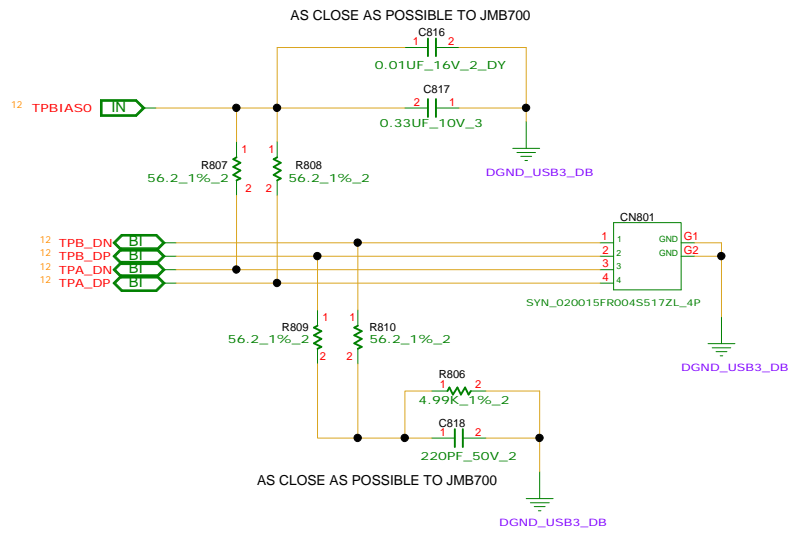 AS CLOSE AS POSSIBLE TO JMB700
C816
1 2
0.01UF_16V_2_DY
C817
12 TPBIAS0 IN 2 1
0.33UF_10V_3
DGND_USB3_DB
1 1
R807 R808
56.2_1%_2 56.2_1%_2
2 2
CN801
12 TPB_DN BI 1 1 GND G1
12 TPB_DP BI 2 2 GND G2
12 TPA_DN BI 3 3
12 TPA_DP BI 4 4
SYN_020015FR004S517ZL_4P
1 1
R809 R810
56.2_1%_2 56.2_1%_2
2 2
DGND_USB3_DB
R806
1 2
4.99K_1%_2
C818
1 2
220PF_50V_2
AS CLOSE AS POSSIBLE TO JMB700
DGND_USB3_DB